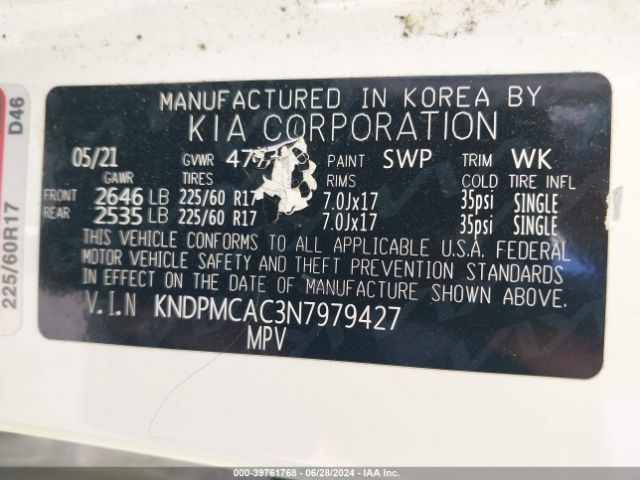 MANUFACTURED IN KOREA BY
KIA CORPORATION
05/21 GVWR PAINT SWP TRIM WK
GAWR TIRES RIMS COLD TIRE INFL
FRONT 2646 LB 225/60 R17 7.0Jx17 35psi SINGLE
REAR 2535 LB 225/60 R17 7.0Jx17 35psi SINGLE
THIS VEHICLE CONFORMS TO ALL APPLICABLE U.S.A. FEDERAL
MOTOR VEHICLE SAFETY AND THEFT PREVENTION STANDARDS
IN EFFECT ON THE DATE OF MANUFACTURE SHOWN ABOVE.
V.I.N KNDPMCAC3N7979427
MPV
225/60R17 D46
000-39761768 | 06/28/2024 | IAAI.COM